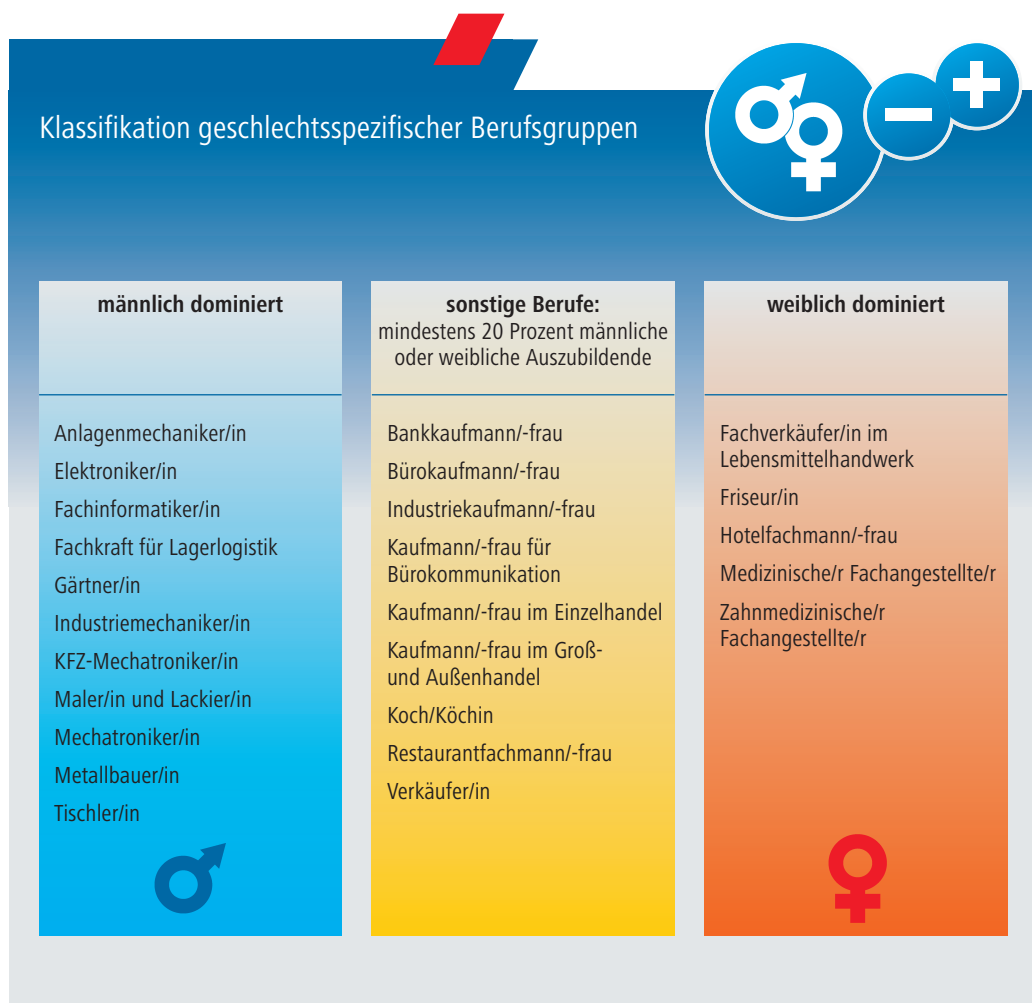 Klassifikation geschlechtsspezifischer Berufsgruppen
männlich dominiert
Anlagenmechaniker/in
Elektroniker/in
Fachinformatiker/in
Fachkraft für Lagerlogistik
Gärtner/in
Industriemechaniker/in
KFZ-Mechatroniker/in
Maler/in und Lackier/in
Mechatroniker/in
Metallbauer/in
Tischler/in
sonstige Berufe:
mindestens 20 Prozent männliche
oder weibliche Auszubildende
Bankkaufmann/-frau
Bürokaufmann/-frau
Industriekaufmann/-frau
Kaufmann/-frau für
Bürokommunikation
Kaufmann/-frau im Einzelhandel
Kaufmann/-frau im Groß-
und Außenhandel
Koch/Köchin
Restaurantfachmann/-frau
Verkäufer/in
weiblich dominiert
Fachverkäufer/in im
Lebensmittelhandwerk
Friseur/in
Hotelfachmann/-frau
Medizinische/r Fachangestellte/r
Zahnmedizinische/r
Fachangestellte/r